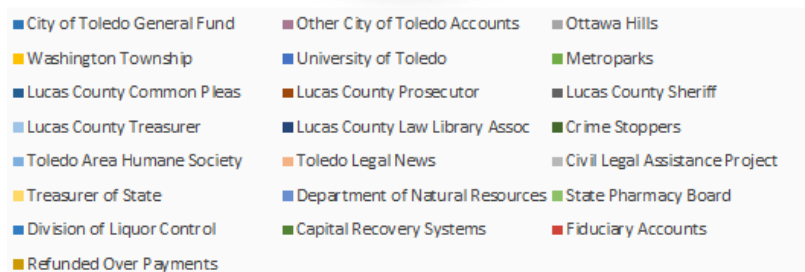 City of Toledo General Fund Other City of Toledo Accounts Ottawa Hills
Washington Township University of Toledo Metroparks
Lucas County Common Pleas Lucas County Prosecutor Lucas County Sheriff
Lucas County Treasurer Lucas County Law Library Assoc Crime Stoppers
Toledo Area Humane Society Toledo Legal News Civil Legal Assistance Project
Treasurer of State Department of Natural Resources State Pharmacy Board
Division of Liquor Control Capital Recovery Systems Fiduciary Accounts
Refunded Over Payments